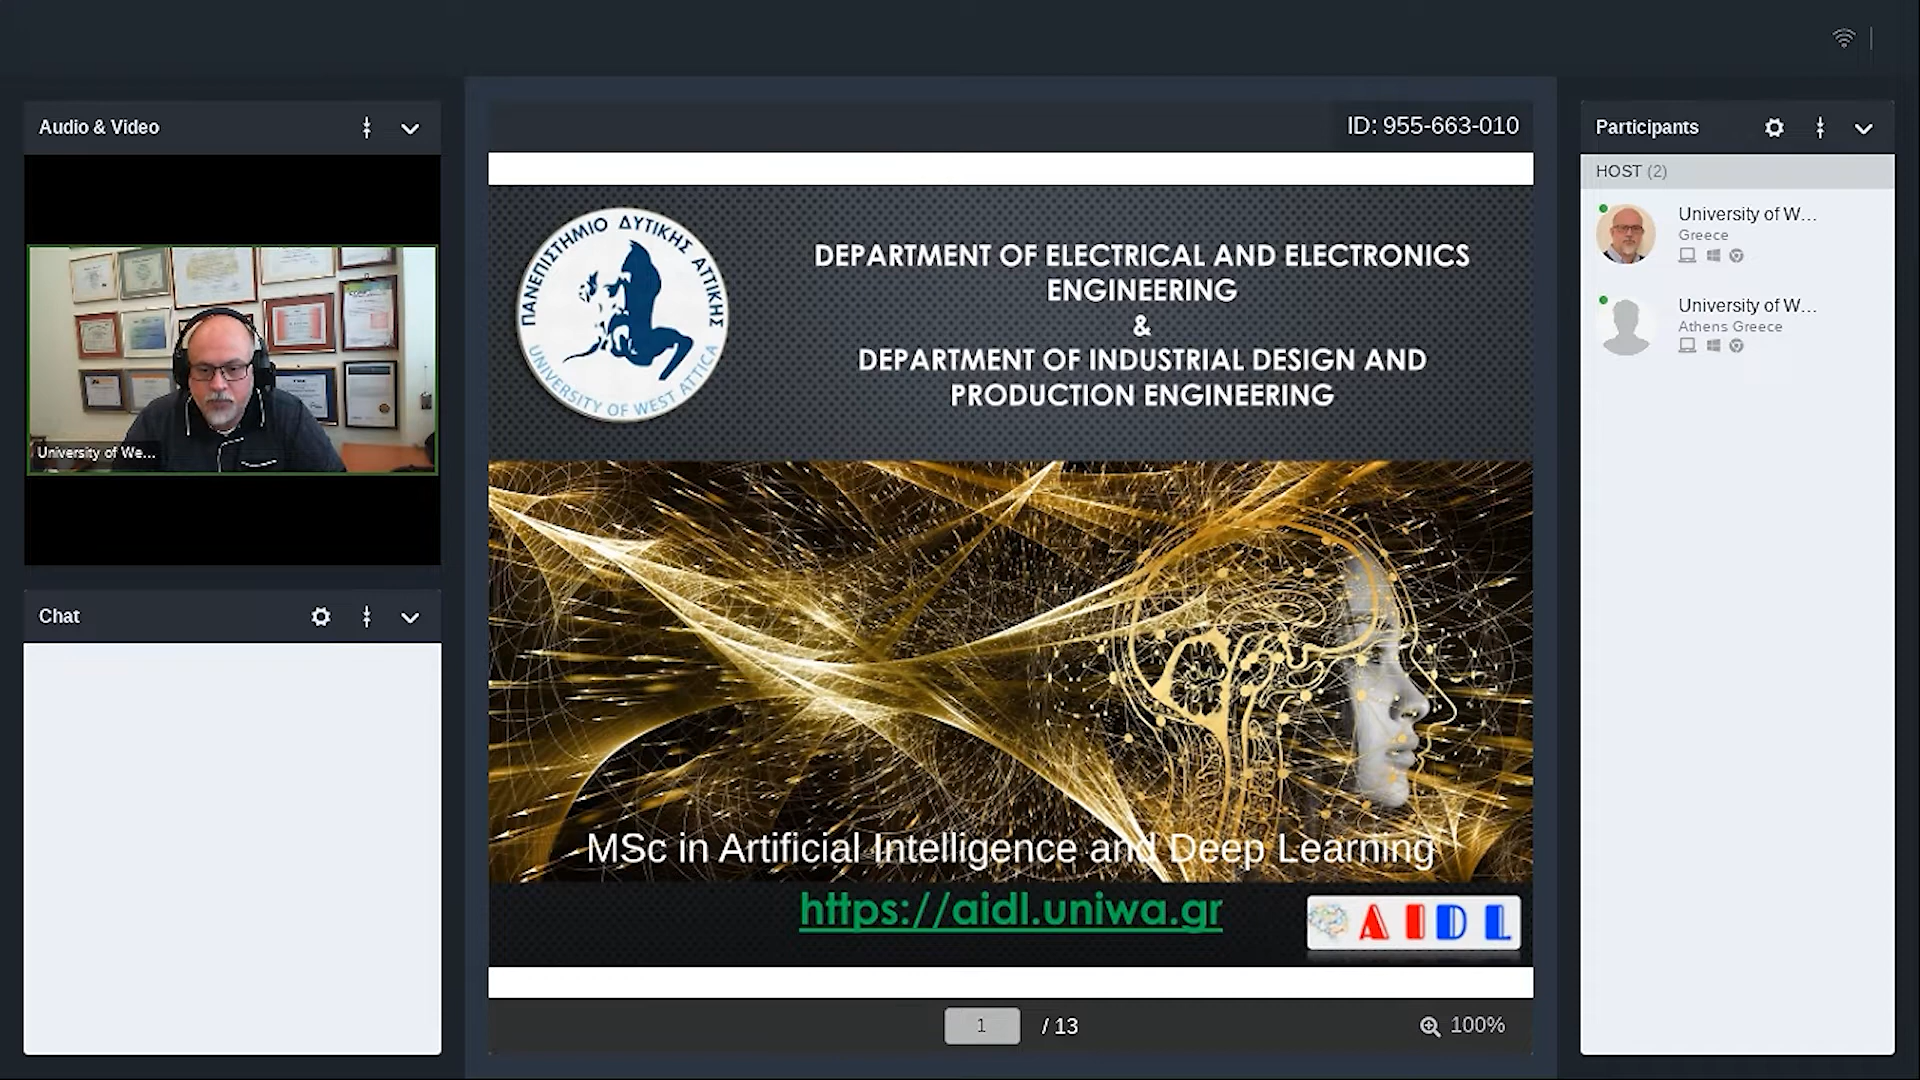 Audio & Video
University of We...
Chat
ID: 955-663-010
ΠΑΝΕΠΙΣΤΗΜΙΟ ΔΥΤΙΚΗΣ ΑΤΤΙΚΗΣ
UNIVERSITY OF WEST ATTICA
DEPARTMENT OF ELECTRICAL AND ELECTRONICS
ENGINEERING
&
DEPARTMENT OF INDUSTRIAL DESIGN AND
PRODUCTION ENGINEERING
MSc in Artificial Intelligence and Deep Learning
https://aidl.uniwa.gr
AIDL
1 / 13
100%
Participants
HOST (2)
University of W...
Greece
University of W...
Athens Greece